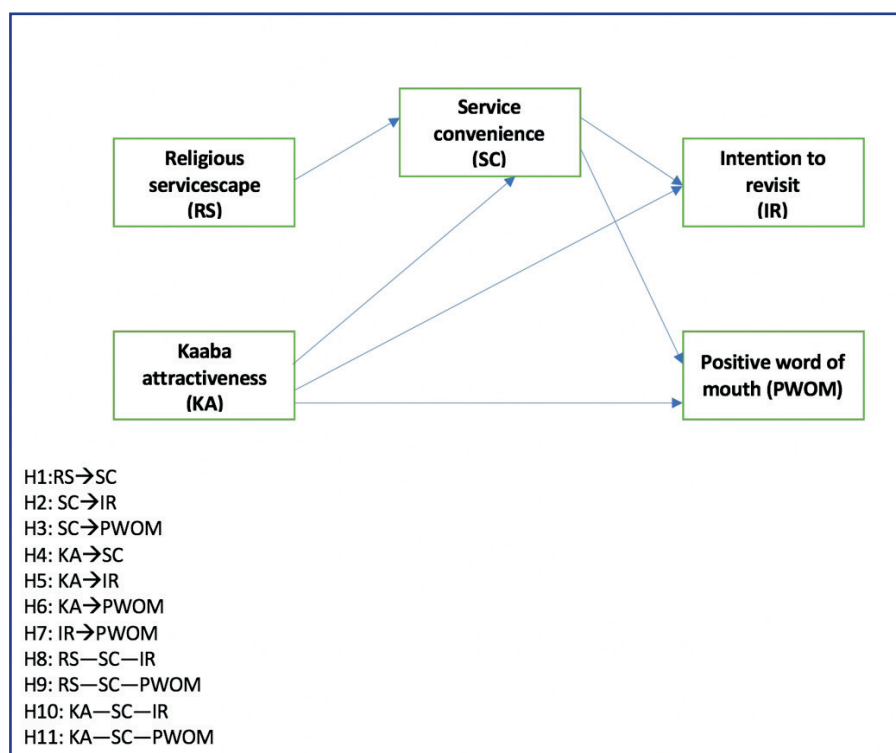 Service
convenience
(SC)
Religious
servicescape
(RS)
Intention to
revisit
(IR)
Kaaba
attractiveness
(KA)
Positive word of
mouth (PWOM)
H1:RS→SC
H2: SC→IR
H3: SC→PWOM
H4: KA→SC
H5: KA→IR
H6: KA→PWOM
H7: IR→PWOM
H8: RS—SC—IR
H9: RS—SC—PWOM
H10: KA—SC—IR
H11: KA—SC—PWOM